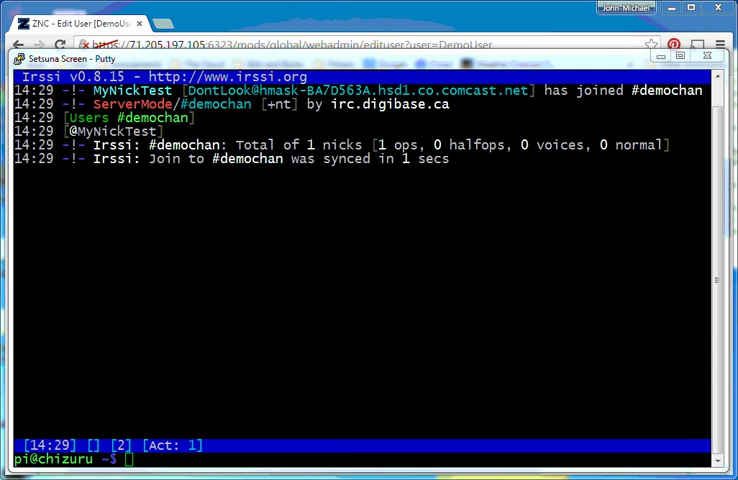 John-Michael
ZNC - Edit User [DemoUse
https://71.205.197.105:6323/mods/global/webadmin/edituser?user=DemoUser
Setsuna Screen - Putty
Irssi v0.8.15 - http://www.irssi.org
14:29 -!- MyNickTest [DontLook@hmask-BA7D563A.hsd1.co.comcast.net] has joined #demochan
14:29 -!- ServerMode/#demochan [+nt] by irc.digibase.ca
14:29 [Users #demochan]
14:29 [@MyNickTest]
14:29 -!- Irssi: #demochan: Total of 1 nicks [1 ops, 0 halfops, 0 voices, 0 normal]
14:29 -!- Irssi: Join to #demochan was synced in 1 secs
[14:29] [] [2] [Act: 1]
pi@chizuru ~$